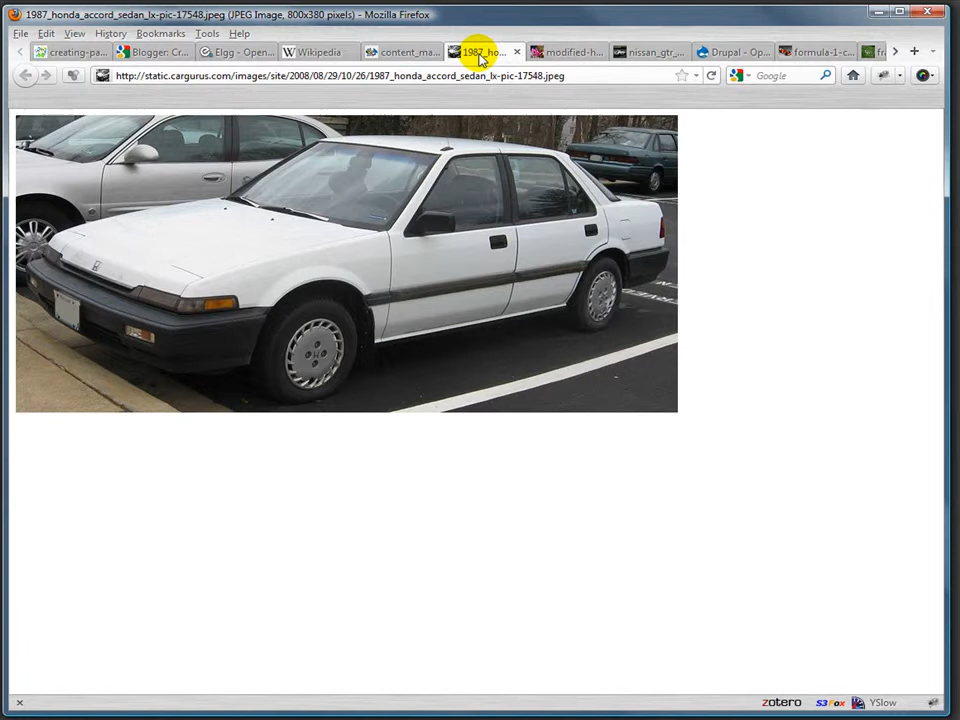 1987_honda_accord_sedan_lx-pic-17548.jpeg (JPEG Image, 800x380 pixels) - Mozilla Firefox
File Edit View History Bookmarks Tools Help
creating-pa... Blogger: Cr... Elgg - Open... Wikipedia content_ma... 1987_ho... modified-h... nissan_gtr_... Drupal - Op... formula-1-c... fr
http://static.cargurus.com/images/site/2008/08/29/10/26/1987_honda_accord_sedan_lx-pic-17548.jpeg Google
zotero S3Fox YSlow